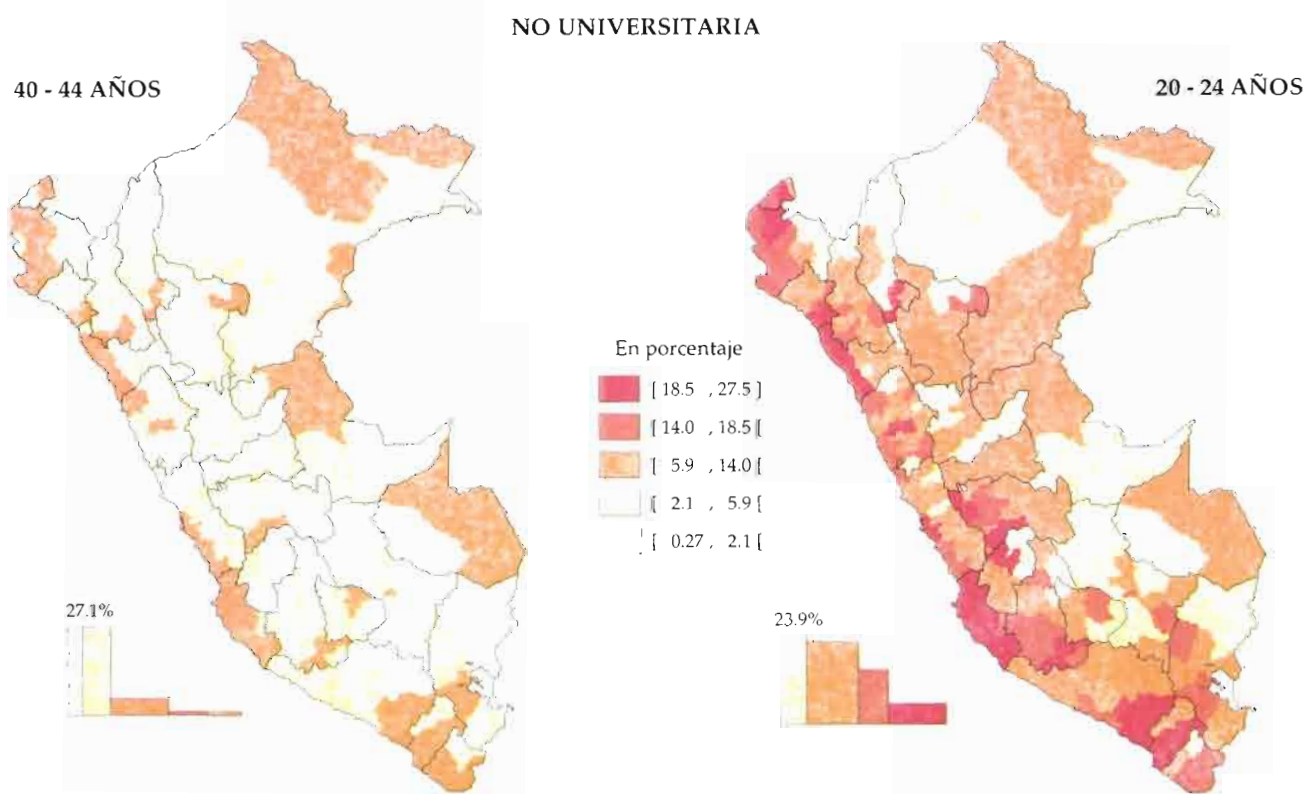 NO UNIVERSITARIA
40 - 44 AÑOS
20 - 24 AÑOS
En porcentaje
[ 18.5 , 27.5 ]
[ 14.0 , 18.5 [
[ 5.9 , 14.0 [
[ 2.1 , 5.9 [
[ 0.27 , 2.1 [
27.1%
23.9%